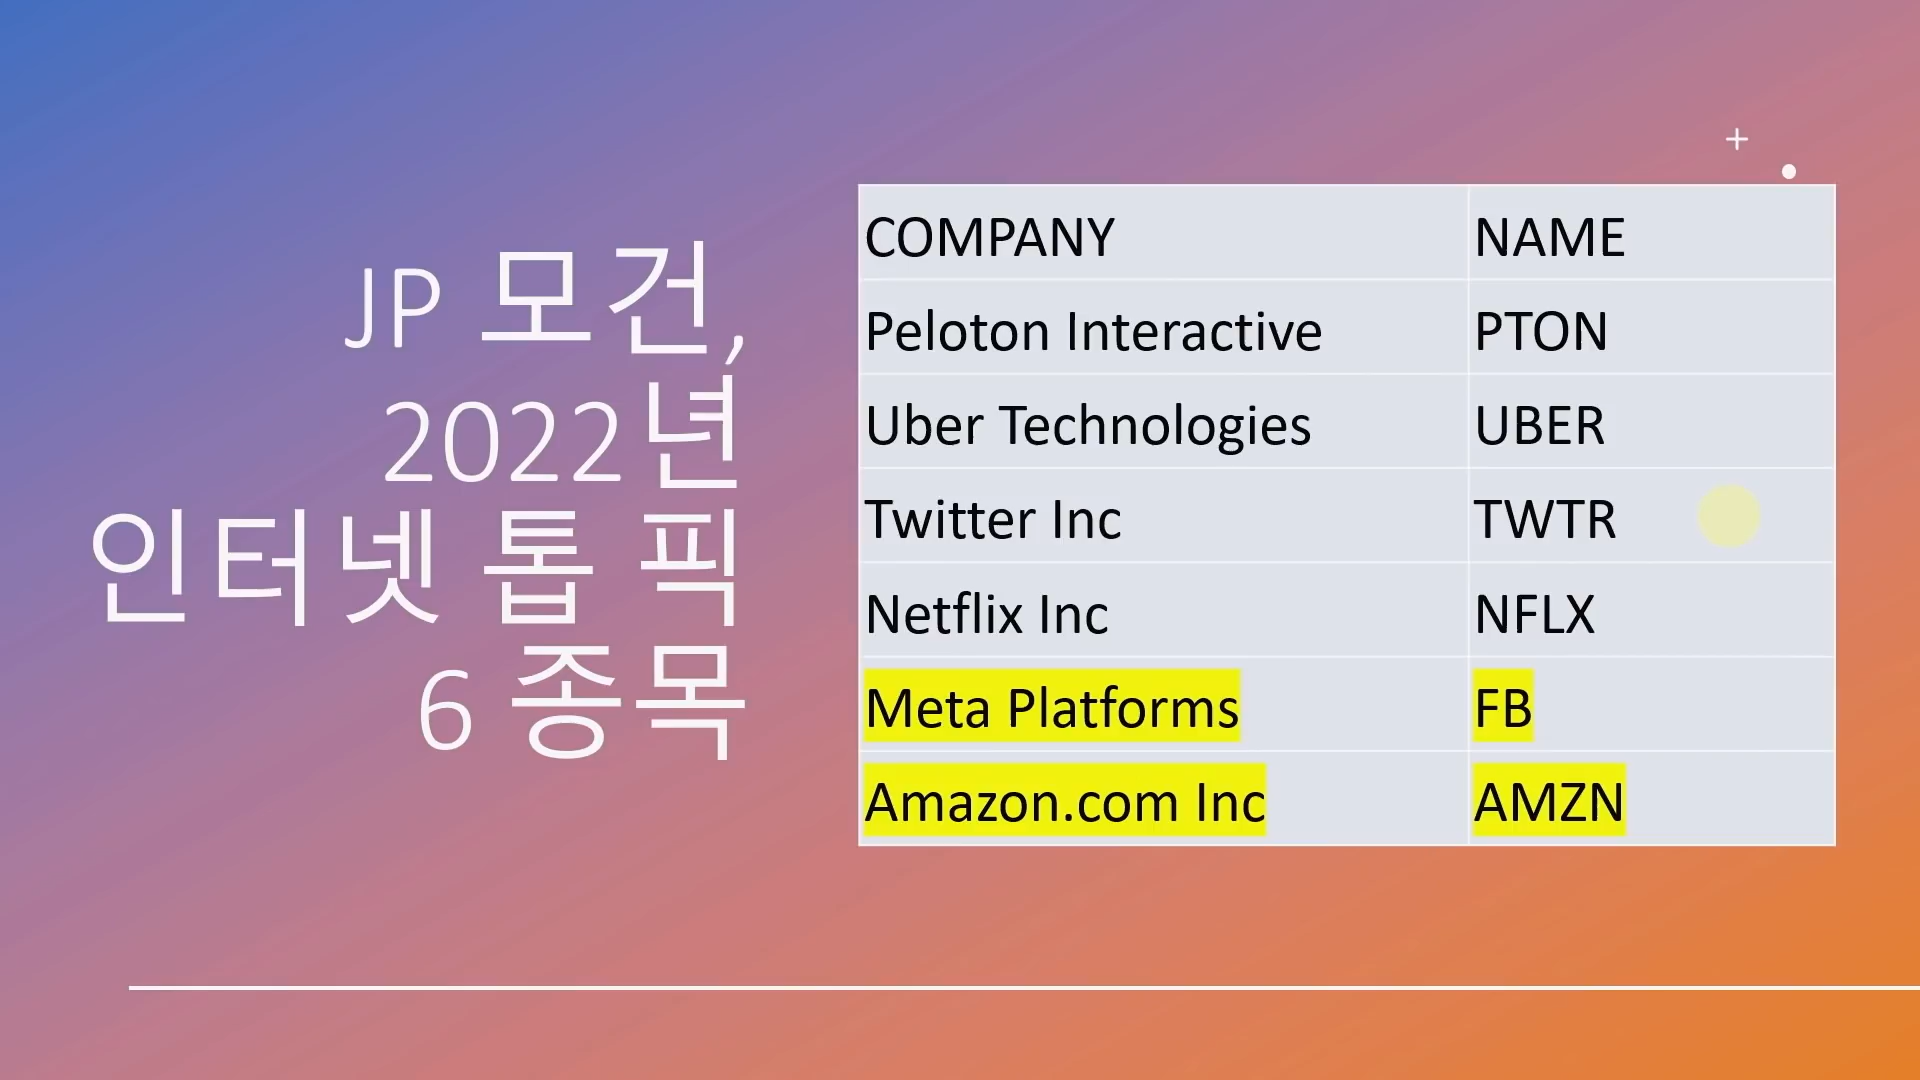 JP 모건,
2022년
인터넷 톱 픽
6 종목
COMPANY NAME
Peloton Interactive PTON
Uber Technologies UBER
Twitter Inc TWTR
Netflix Inc NFLX
Meta Platforms FB
Amazon.com Inc AMZN